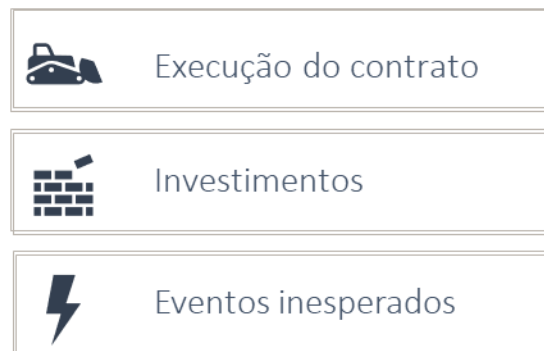 Execução do contrato
Investimentos
Eventos inesperados